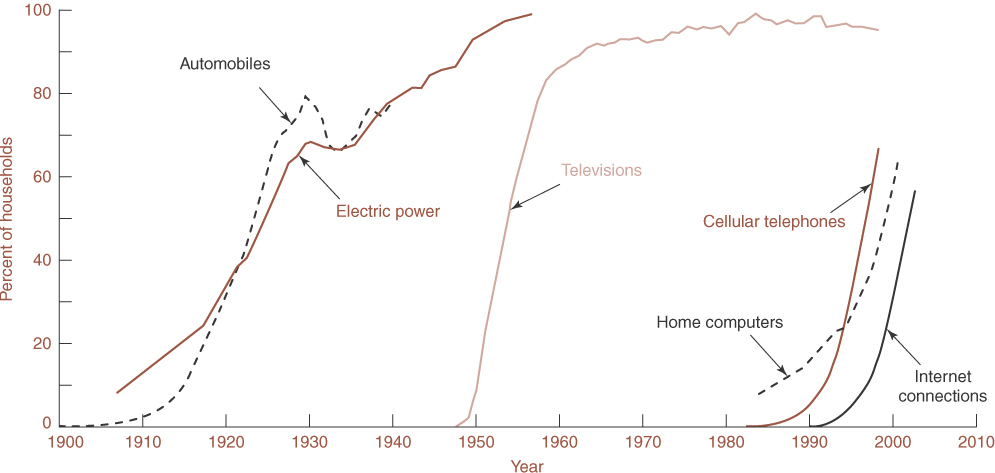 100
80
60
40
20
0
Percent of households
Automobiles
Electric power
Televisions
Cellular telephones
Home computers
Internet
connections
1900 1910 1920 1930 1940 1950 1960 1970 1980 1990 2000 2010
Year